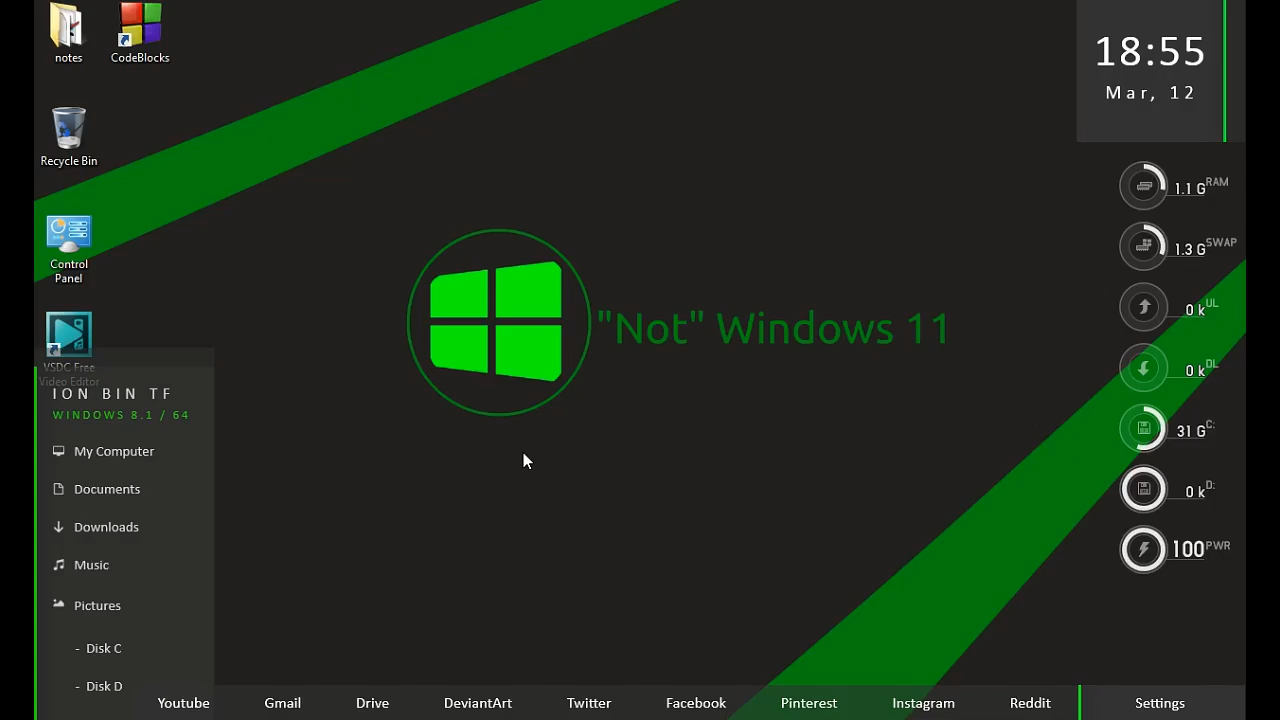 notes
CodeBlocks
Recycle Bin
Control
Panel
VSDC Free
Video Editor
ION BIN TF
WINDOWS 8.1 / 64
My Computer
Documents
Downloads
Music
Pictures
- Disk C
- Disk D
"Not" Windows 11
18:55
Mar, 12
1.1 G RAM
1.3 G SWAP
0 k UL
0 k DL
31 G C:
0 k D:
100 PWR
Youtube Gmail Drive DeviantArt Twitter Facebook Pinterest Instagram Reddit Settings